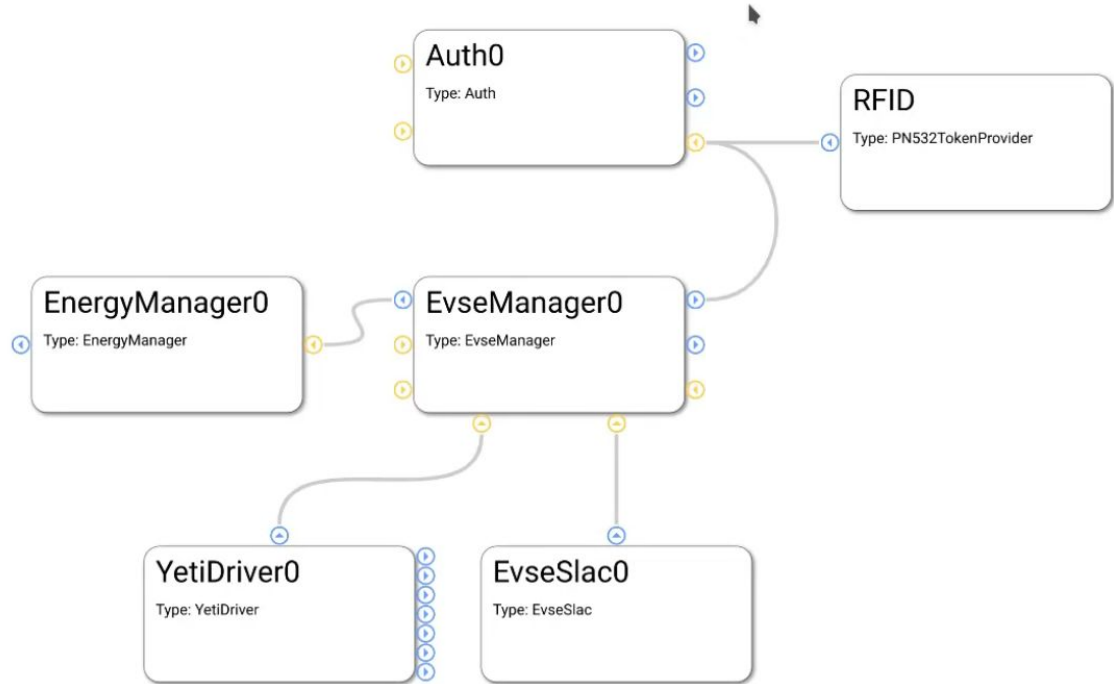 Auth0
Type: Auth
RFID
Type: PN532TokenProvider
EnergyManager0
Type: EnergyManager
EvseManager0
Type: EvseManager
YetiDriver0
Type: YetiDriver
EvseSlac0
Type: EvseSlac